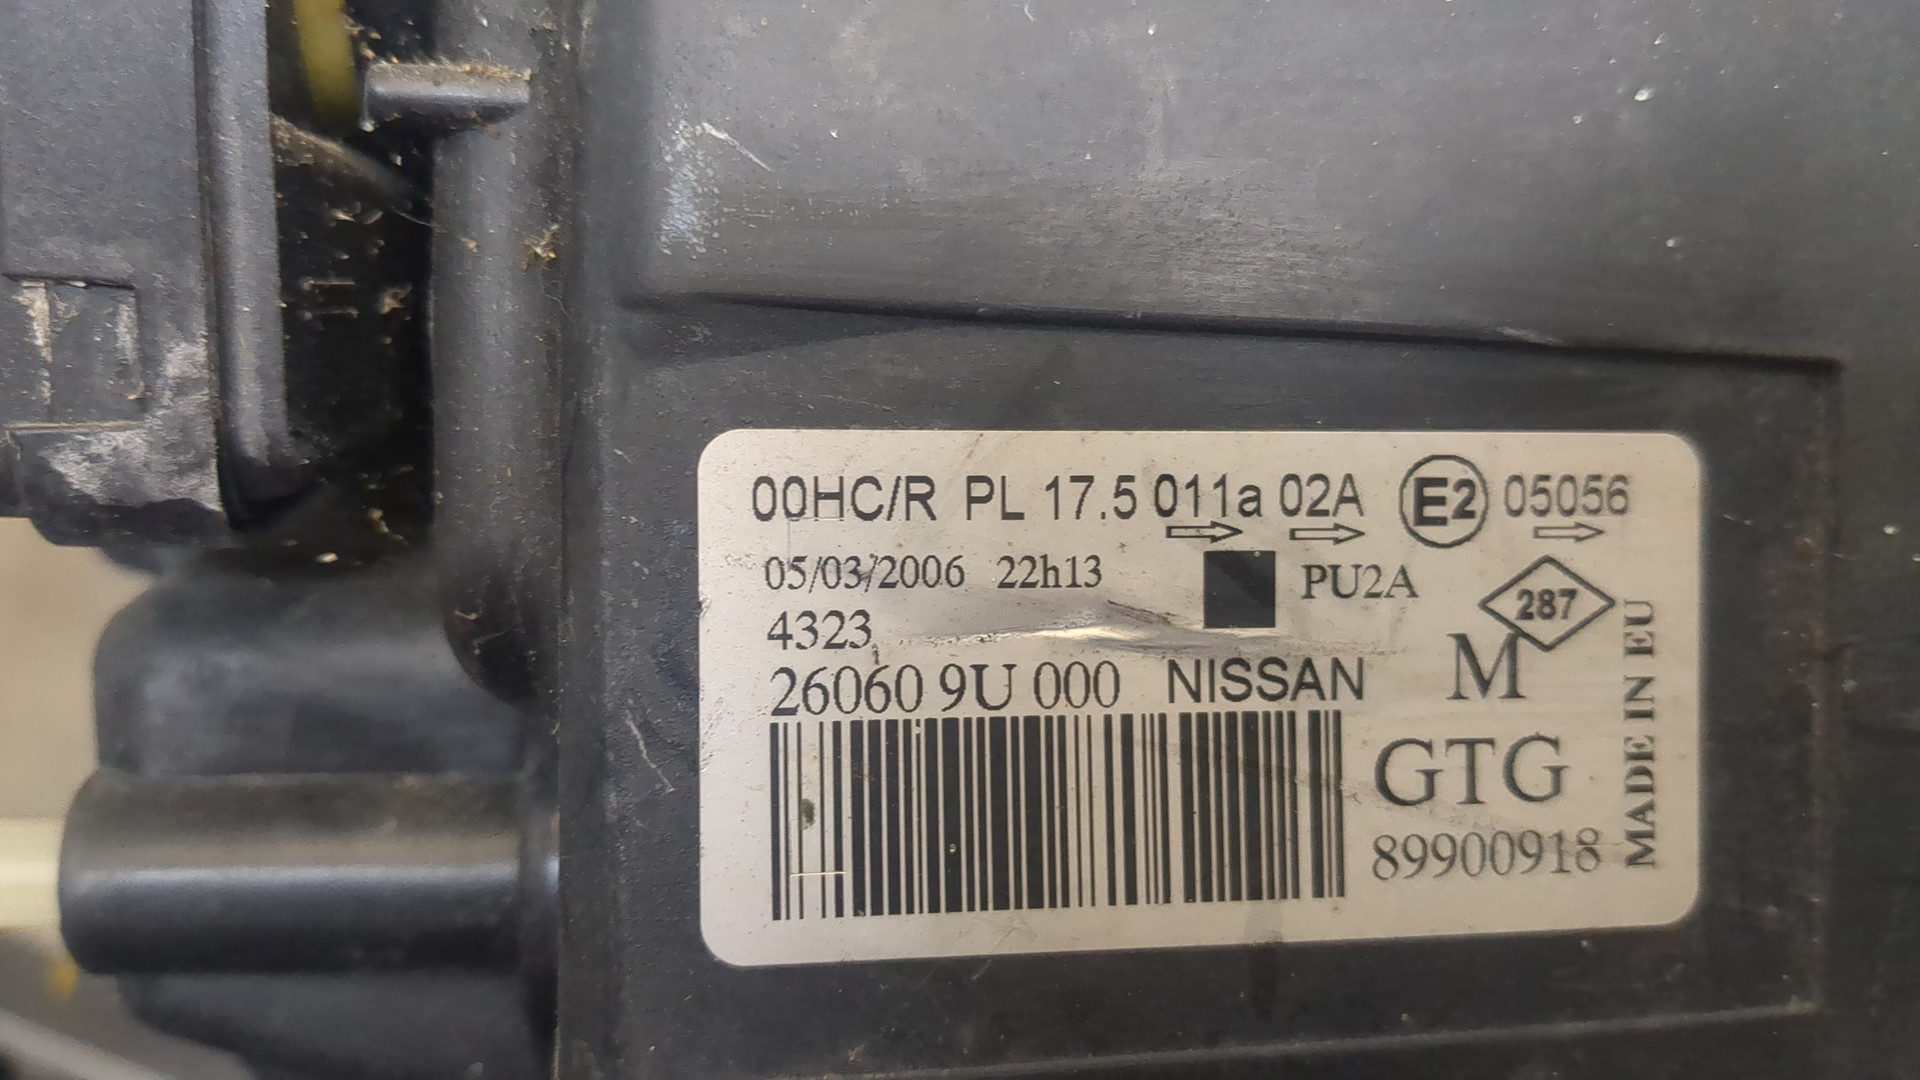 00HC/R PL 17.5 011a 02A E2 05056
05/03/2006 22h13 PU2A 287
4323
26060 9U 000 NISSAN M
GTG
89900918
MADE IN EU